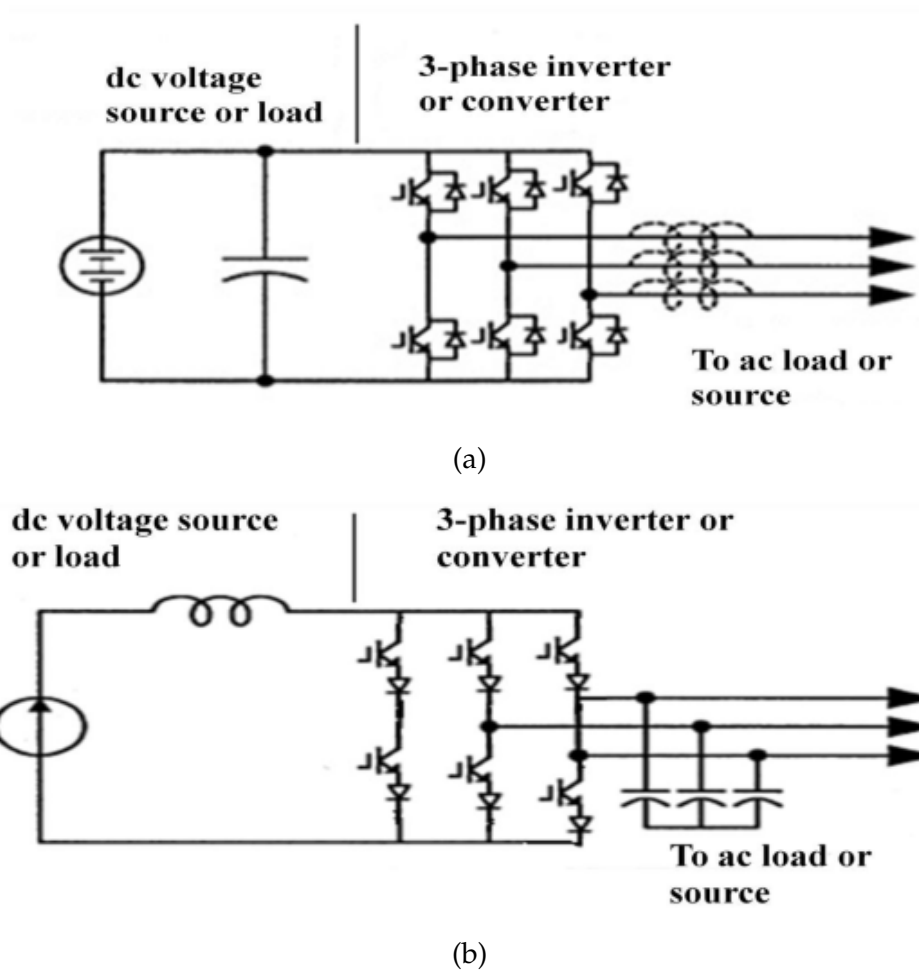 dc voltage
source or load
3-phase inverter
or converter
To ac load or
source
(a)
dc voltage source
or load
3-phase inverter or
converter
To ac load or
source
(b)